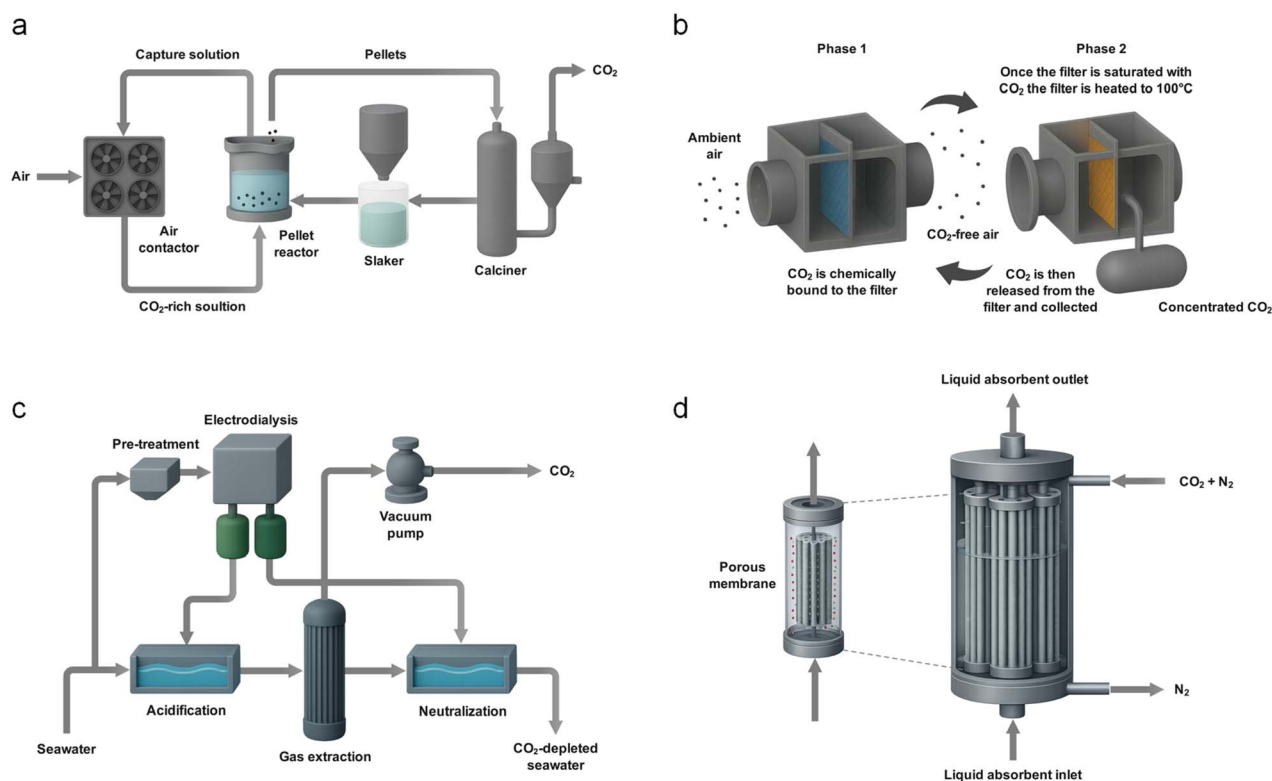 a
Capture solution
Pellets
CO₂
Air
Air
contactor
Pellet
reactor
Slaker
Calciner
CO₂-rich soultion
b
Phase 1
Phase 2
Once the filter is saturated with
CO₂ the filter is heated to 100°C
Ambient
air
CO₂-free air
CO₂ is chemically
bound to the filter
CO₂ is then
released from the
filter and collected
Concentrated CO₂
c
Electrodialysis
Pre-treatment
CO₂
Vacuum
pump
Acidification
Neutralization
Seawater
Gas extraction
CO₂-depleted
seawater
d
Liquid absorbent outlet
CO₂ + N₂
Porous
membrane
N₂
Liquid absorbent inlet